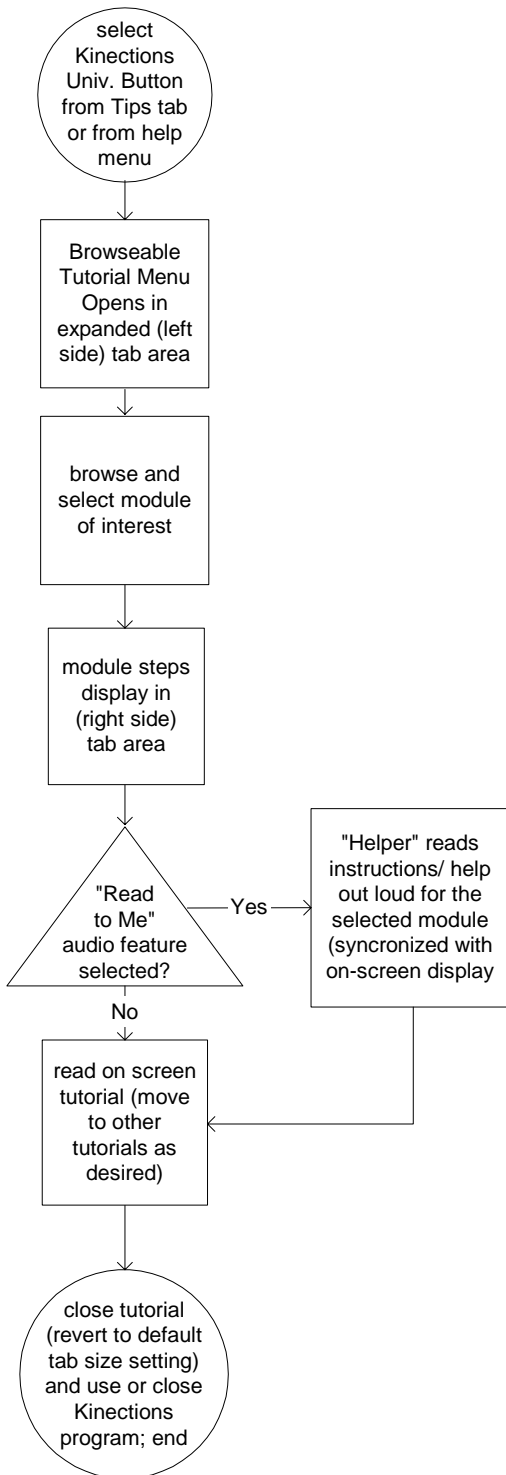 select
Kinections
Univ. Button
from Tips tab
or from help
menu
Browseable
Tutorial Menu
Opens in
expanded (left
side) tab area
browse and
select module
of interest
module steps
display in
(right side)
tab area
"Read
to Me"
audio feature
selected?
Yes
"Helper" reads
instructions/ help
out loud for the
selected module
(syncronized with
on-screen display
No
read on screen
tutorial (move
to other
tutorials as
desired)
close tutorial
(revert to default
tab size setting)
and use or close
Kinections
program; end